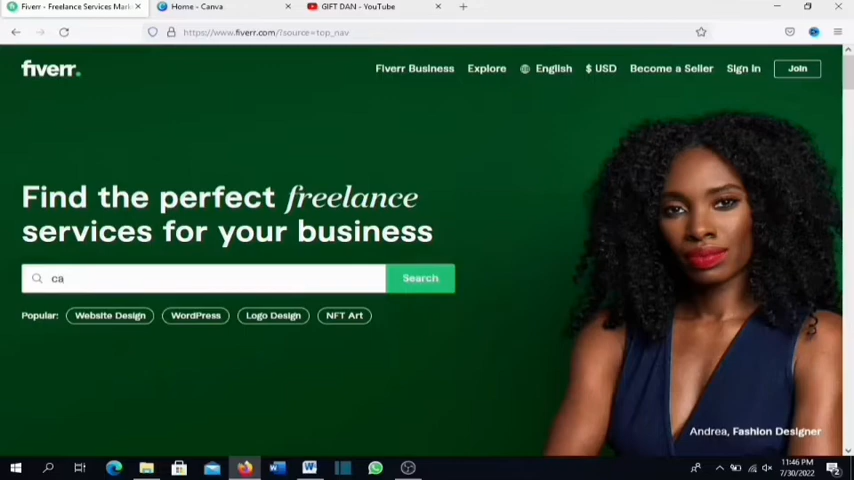 Fiverr - Freelance Services Mark
Home - Canva
GIFT DAN - YouTube
https://www.fiverr.com/?source=top_nav
fiverr.
Fiverr Business
Explore
English
$ USD
Become a Seller
Sign In
Join
Find the perfect freelance
services for your business
ca
Search
Popular:
Website Design
WordPress
Logo Design
NFT Art
Andrea, Fashion Designer
11:46 PM
7/30/2022